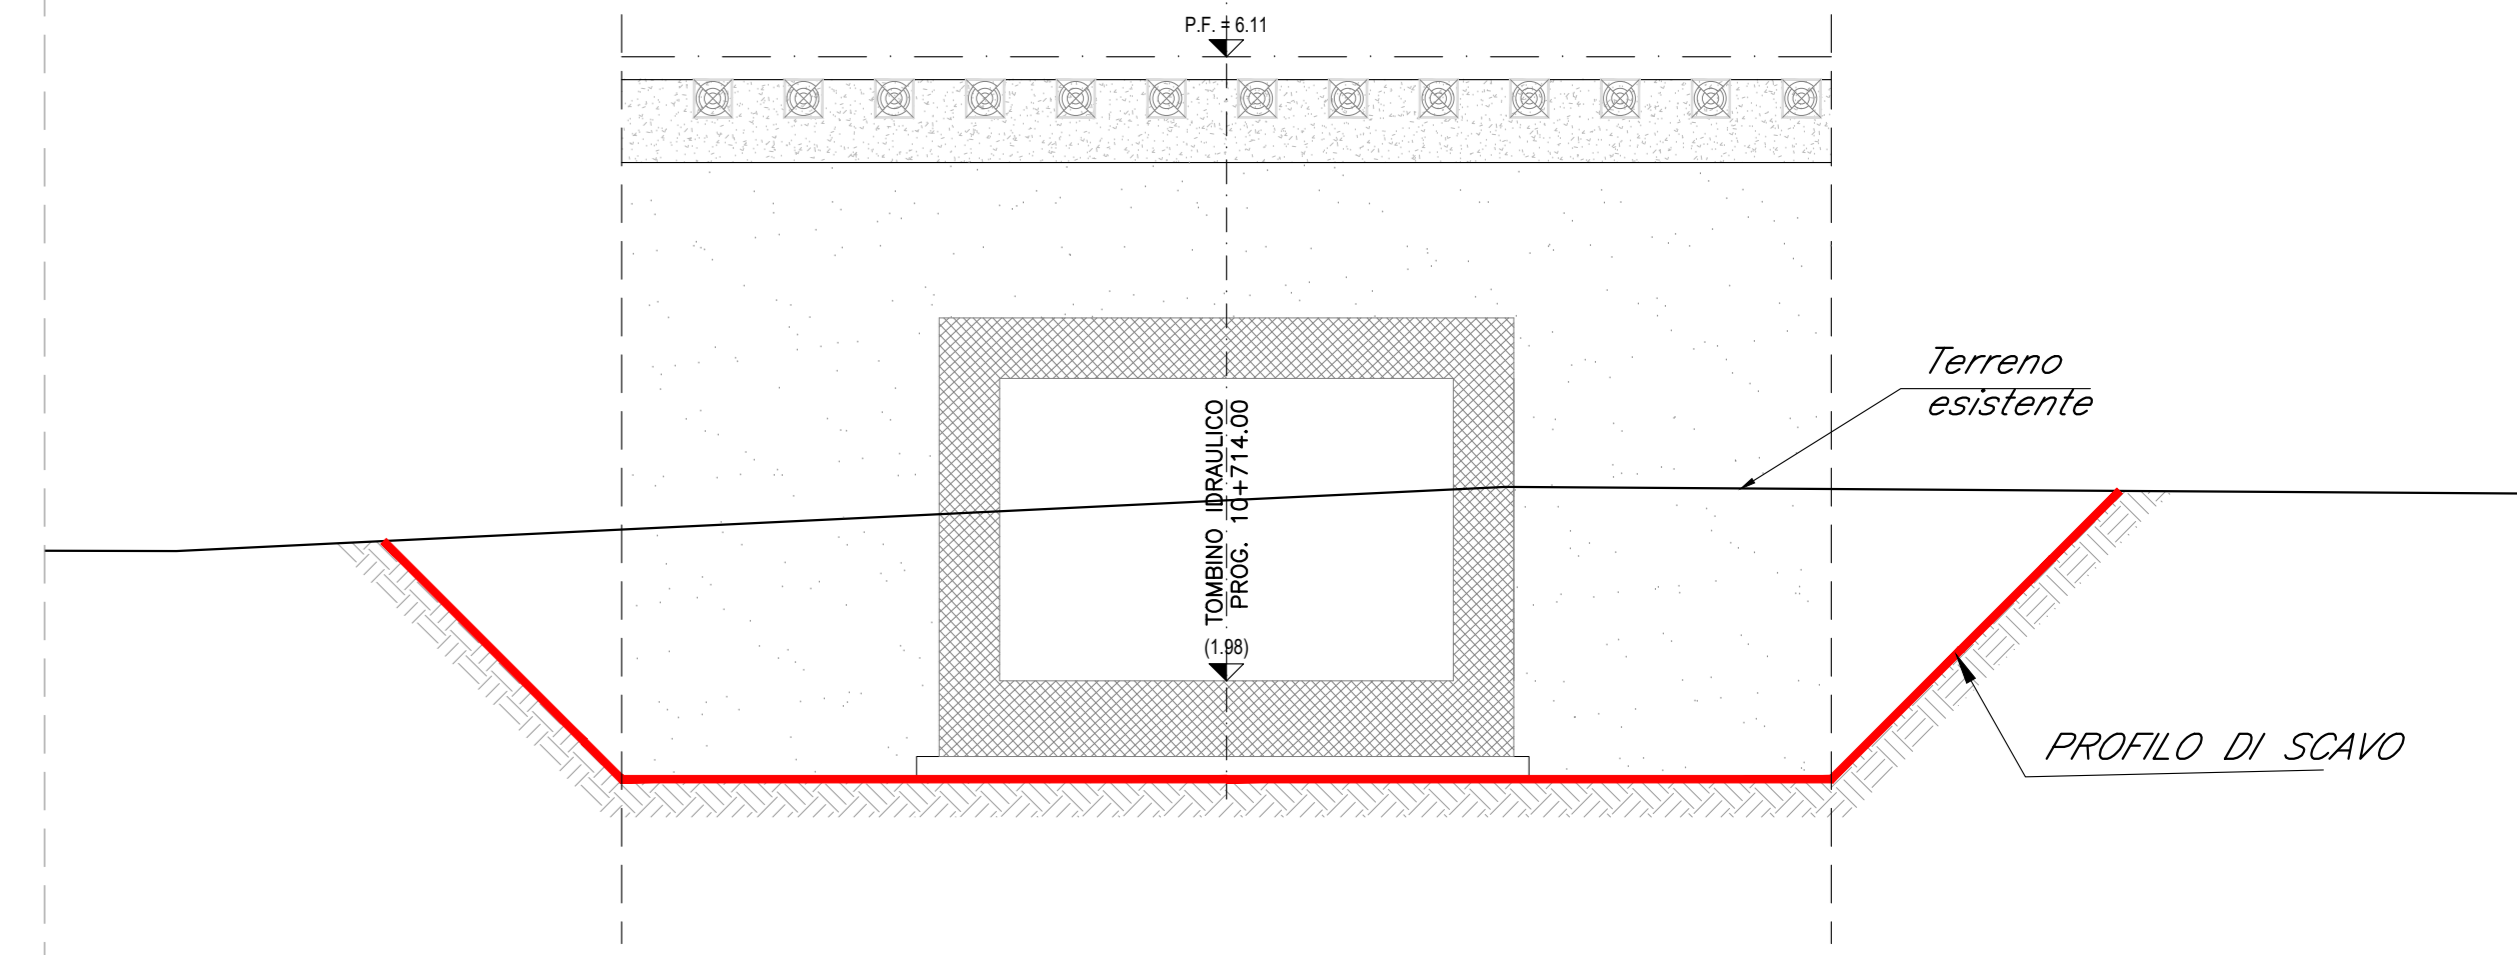 P.F. = 6.11
Terreno
esistente
TOMBINO IDRAULICO
PROG. 10+714.00
(1.98)
PROFILO DI SCAVO